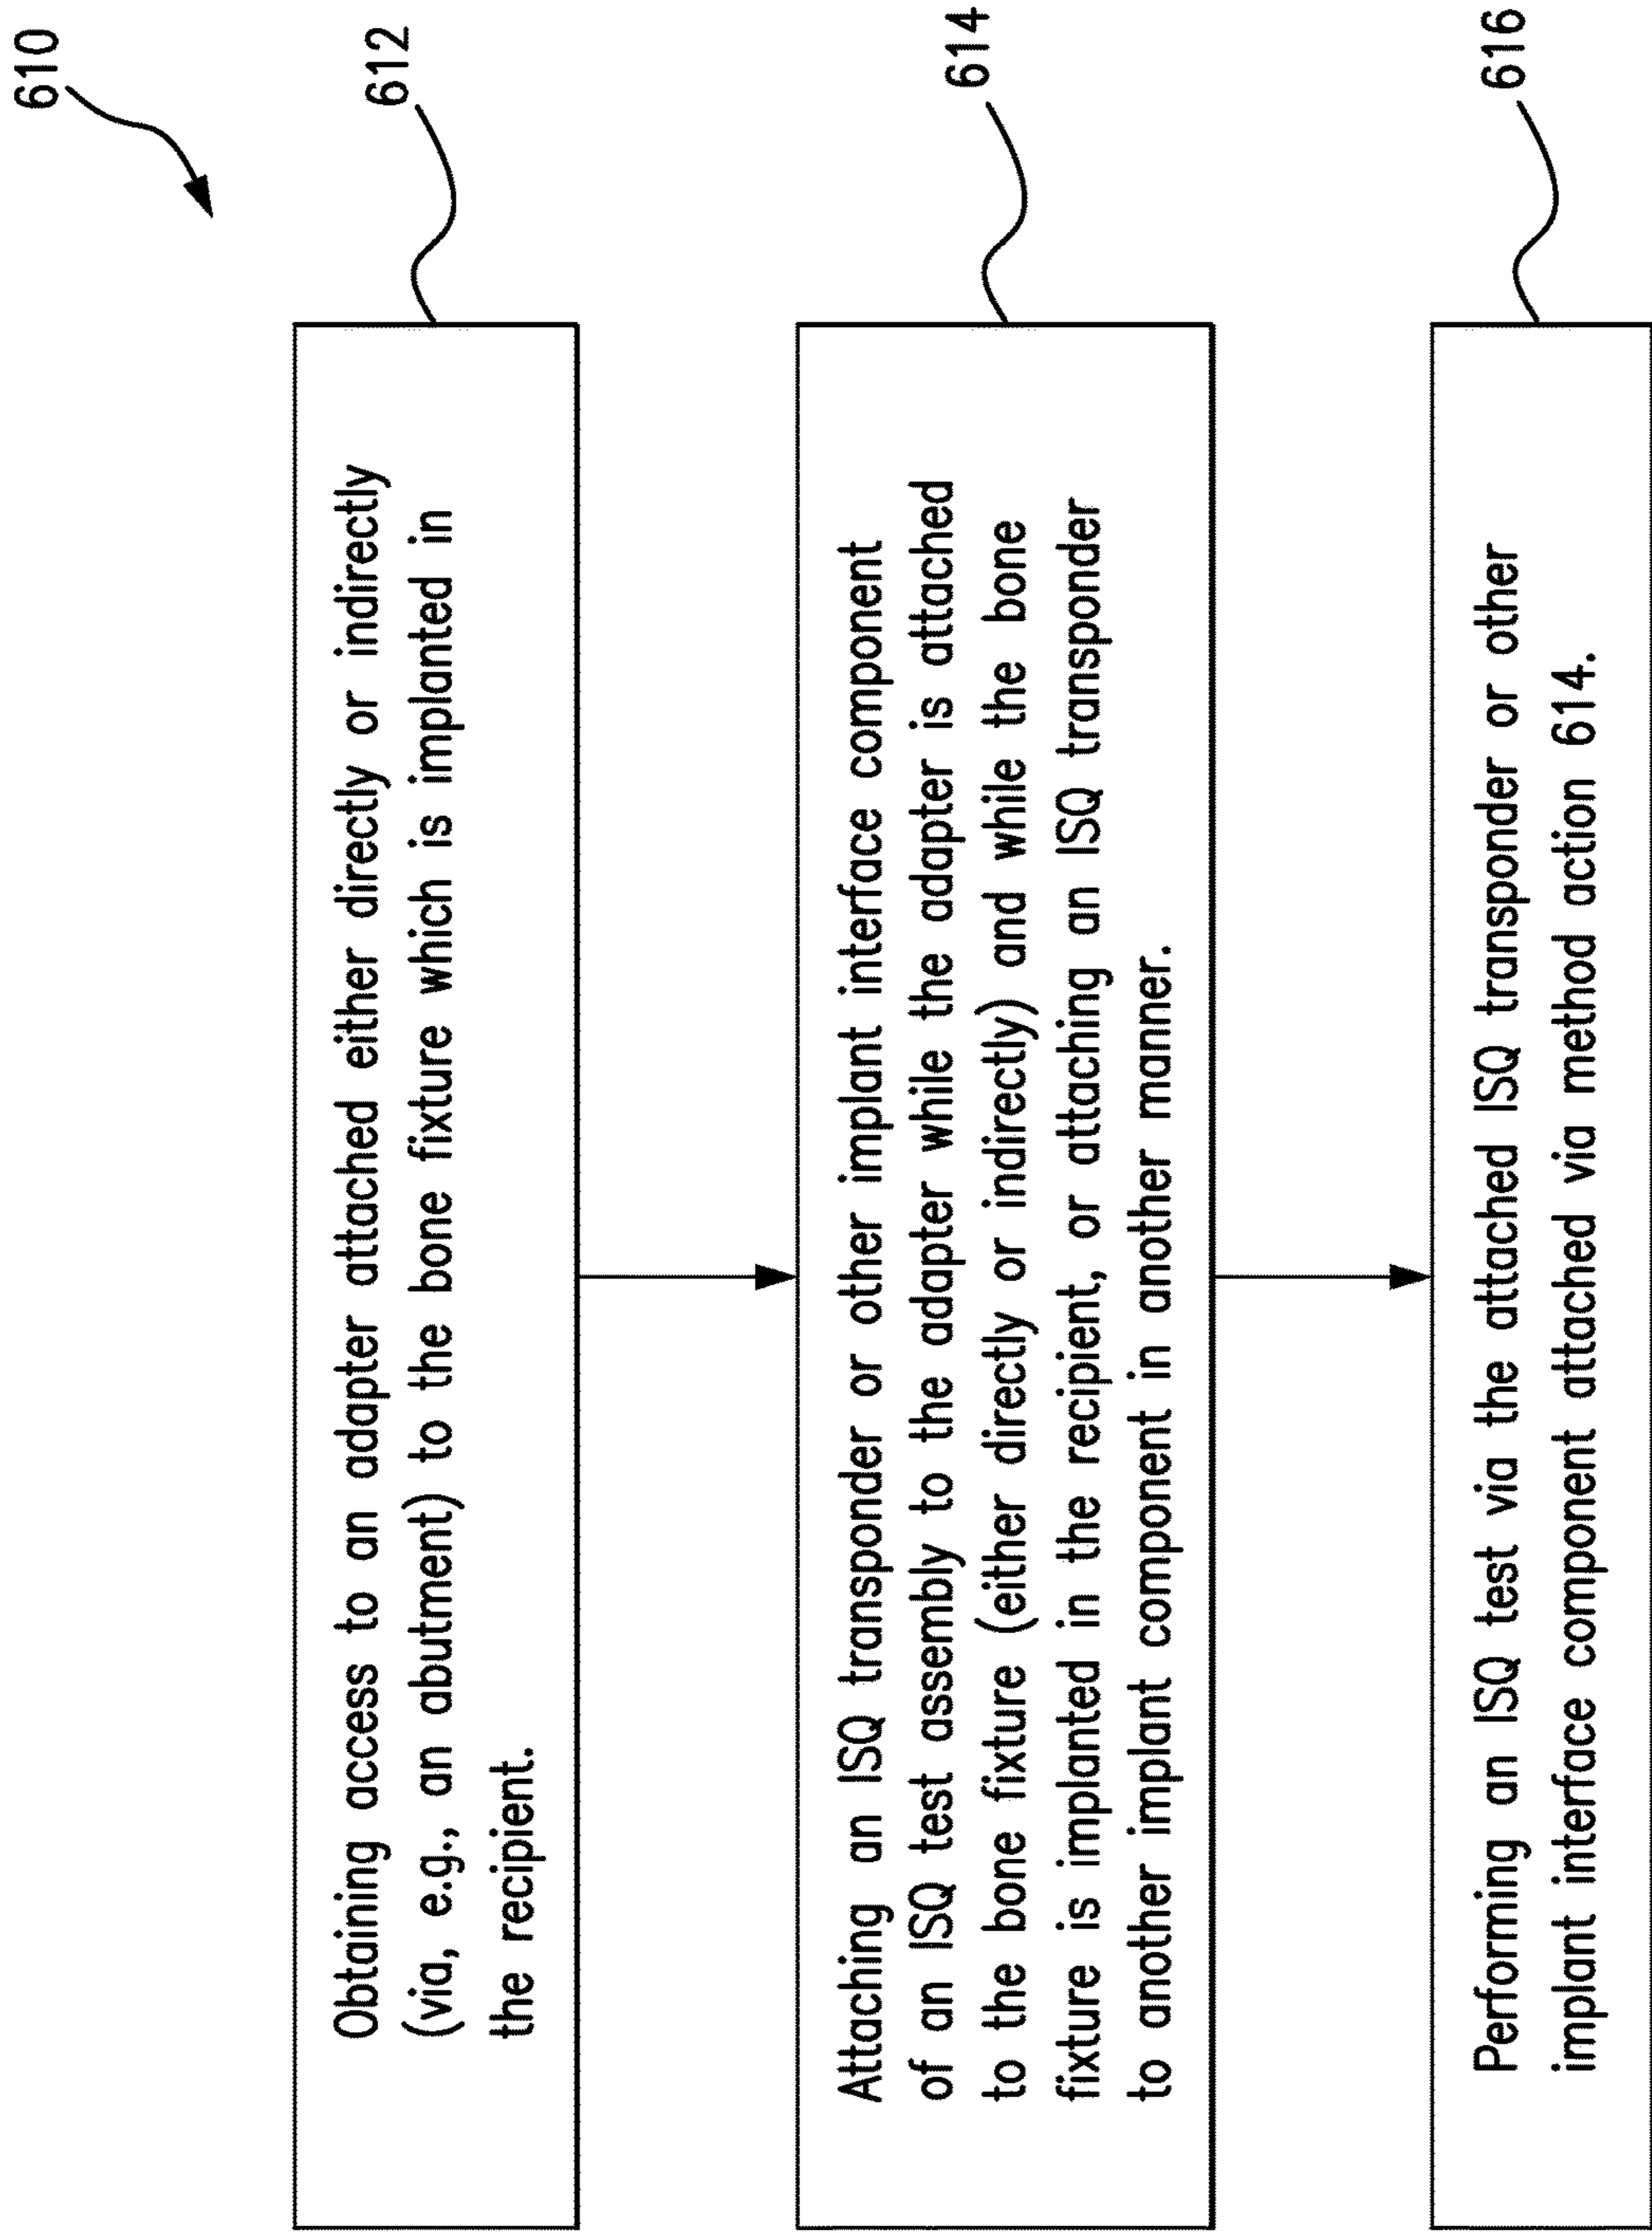 610
612
Obtaining access to an adapter attached either directly or indirectly
(via, e.g., an abutment) to the bone fixture which is implanted in
the recipient.
614
Attaching an ISQ transponder or other implant interface component
of an ISQ test assembly to the adapter while the adapter is attached
to the bone fixture (either directly or indirectly) and while the bone
fixture is implanted in the recipient, or attaching an ISQ transponder
to another implant component in another manner.
616
Performing an ISQ test via the attached ISQ transponder or other
implant interface component attached via method action 614.